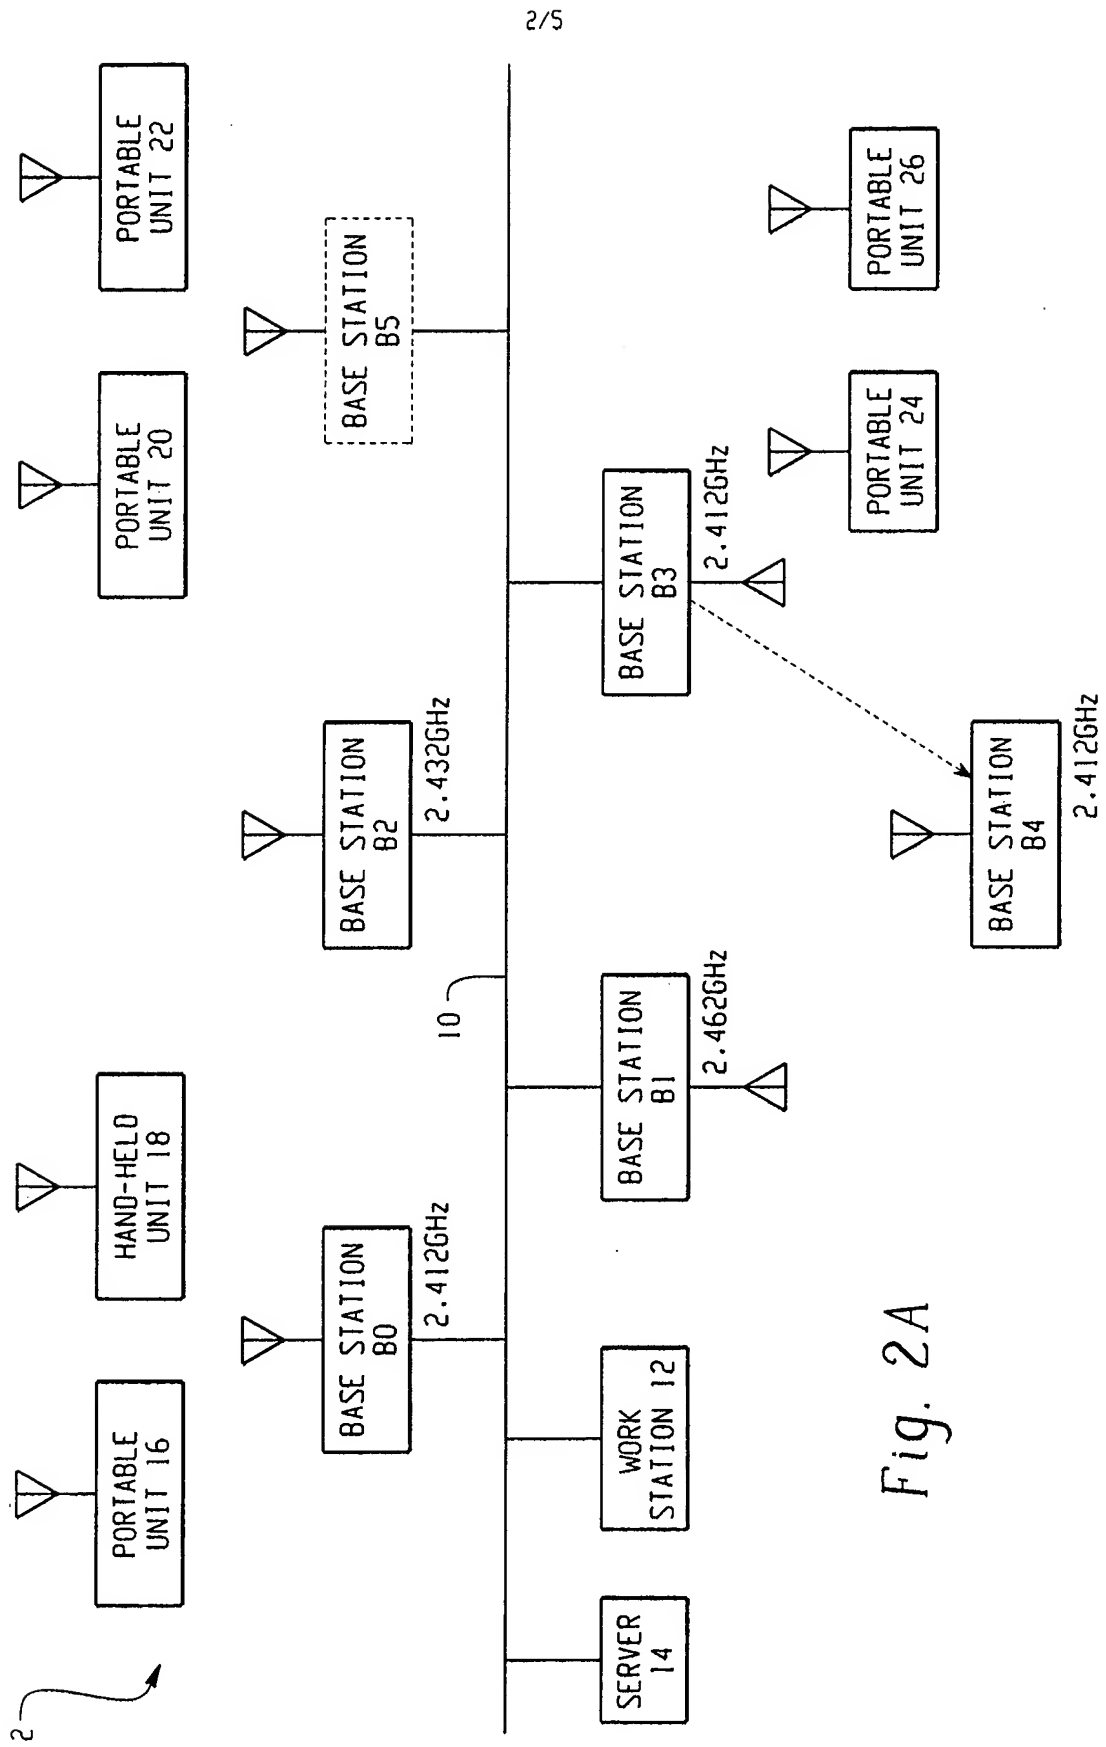 2/5
2
PORTABLE
UNIT 16
HAND-HELD
UNIT 18
PORTABLE
UNIT 20
PORTABLE
UNIT 22
BASE STATION
B0
2.412GHz
BASE STATION
B2
2.432GHz
BASE STATION
B5
10
SERVER
14
WORK
STATION 12
BASE STATION
B1
2.462GHz
BASE STATION
B3
2.412GHz
PORTABLE
UNIT 24
PORTABLE
UNIT 26
BASE STATION
B4
2.412GHz
Fig. 2A